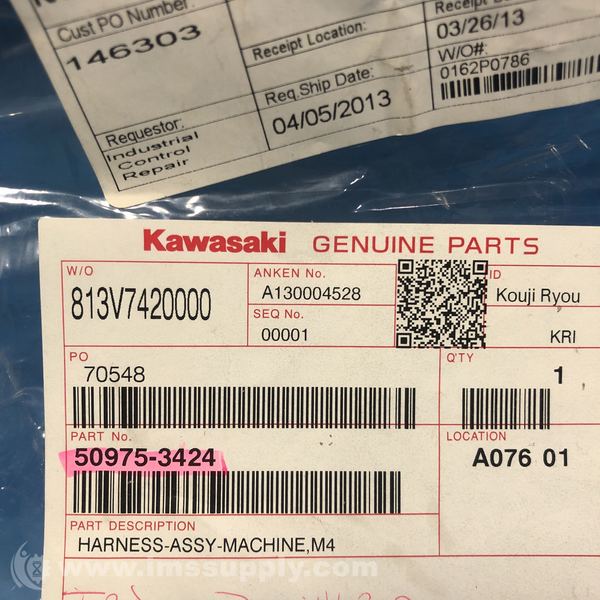 Cust PO Number:
146303
Receipt Location:
03/26/13
W/O#:
0162P0786
Req Ship Date:
04/05/2013
Requestor:
Industrial
Control
Repair
Kawasaki GENUINE PARTS
W/O
813V7420000
ANKEN No.
A130004528
SEQ No.
00001
ID
Kouji Ryou
KRI
PO
70548
Q'TY
1
PART No.
50975-3424
LOCATION
A076 01
PART DESCRIPTION
HARNESS-ASSY-MACHINE,M4
www.imssupply.com